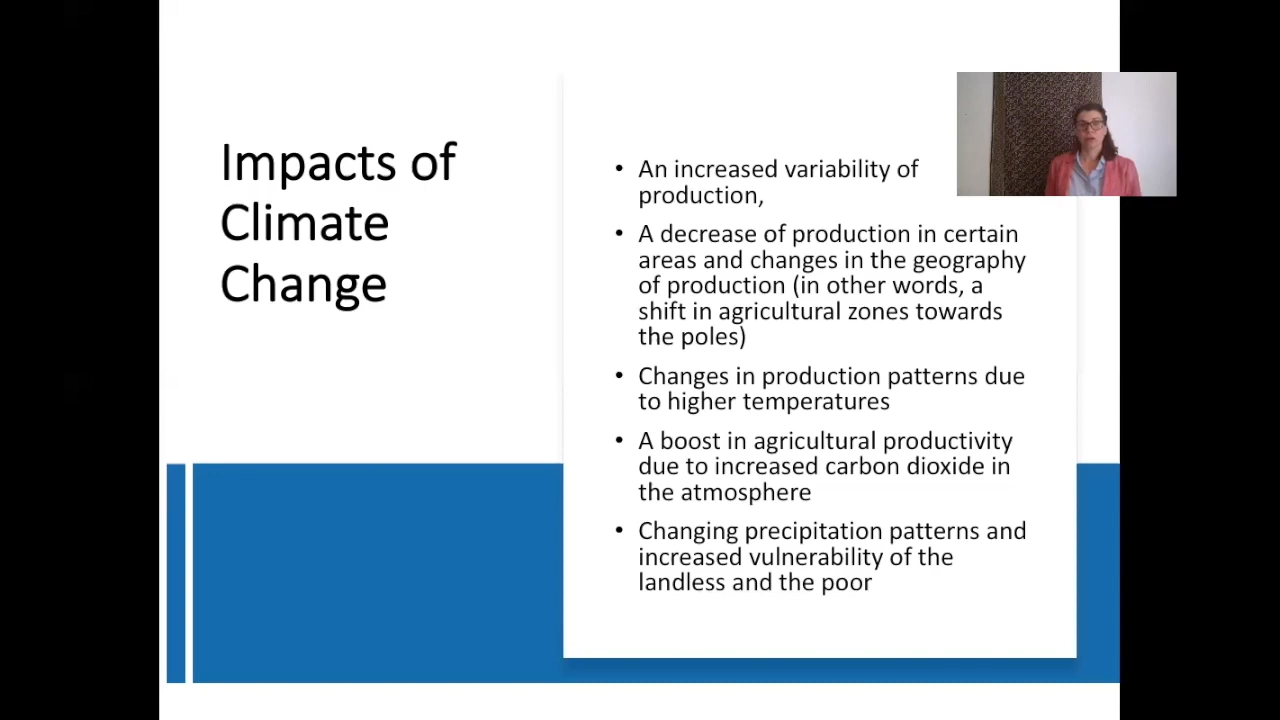 Impacts of
Climate
Change
• An increased variability of
production,
• A decrease of production in certain
areas and changes in the geography
of production (in other words, a
shift in agricultural zones towards
the poles)
• Changes in production patterns due
to higher temperatures
• A boost in agricultural productivity
due to increased carbon dioxide in
the atmosphere
• Changing precipitation patterns and
increased vulnerability of the
landless and the poor